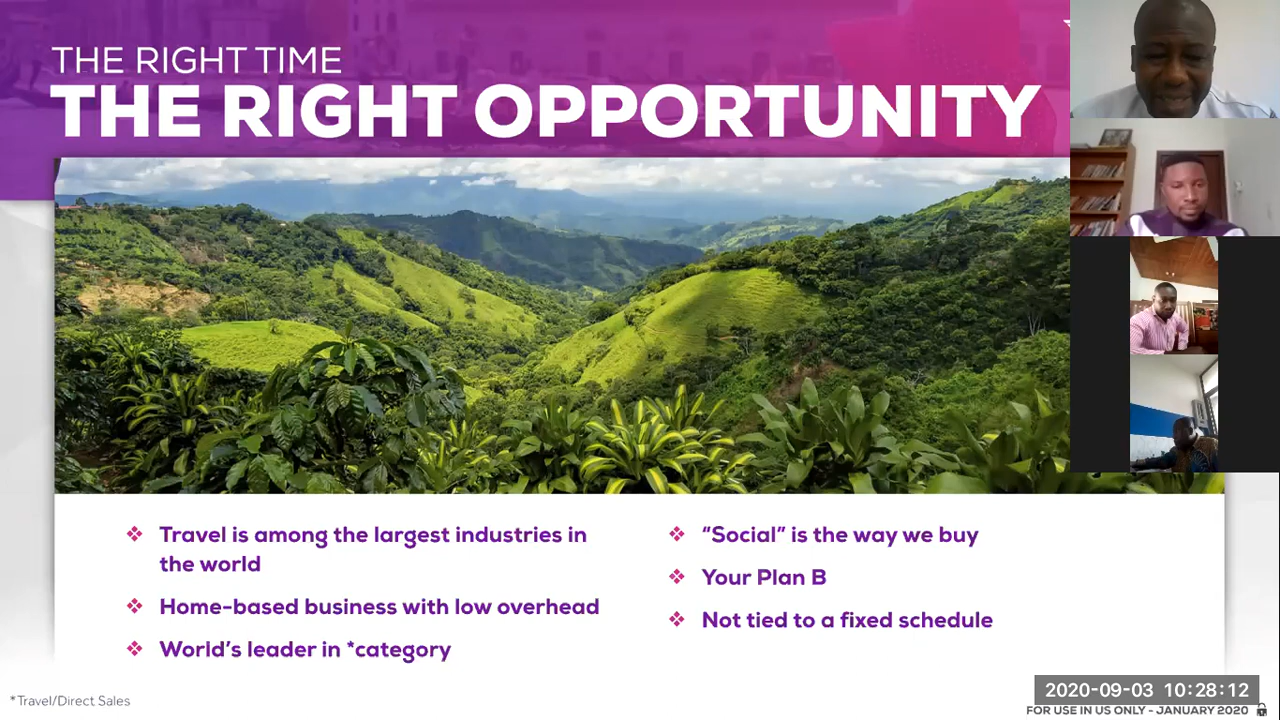 THE RIGHT TIME
THE RIGHT OPPORTUNITY
❖ Travel is among the largest industries in
the world
❖ Home-based business with low overhead
❖ World's leader in *category
❖ “Social” is the way we buy
❖ Your Plan B
❖ Not tied to a fixed schedule
*Travel/Direct Sales
2020-09-03 10:28:12
FOR USE IN US ONLY - JANUARY 2020